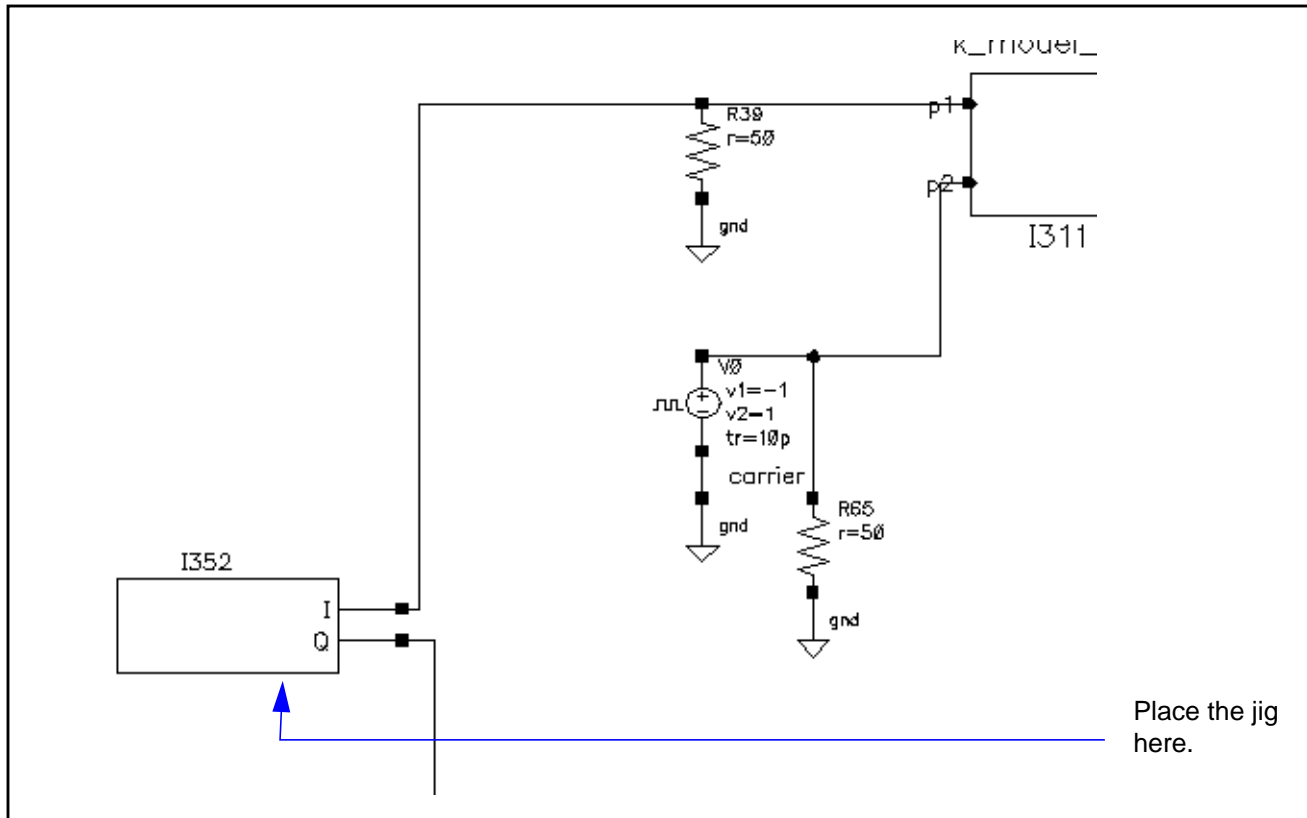 p1
R39
r=50
p2
gnd
I311
V0
v1=-1
v2=1
tr=10p
carrier
R65
r=50
gnd
I352
I
Q
gnd
Place the jig
here.